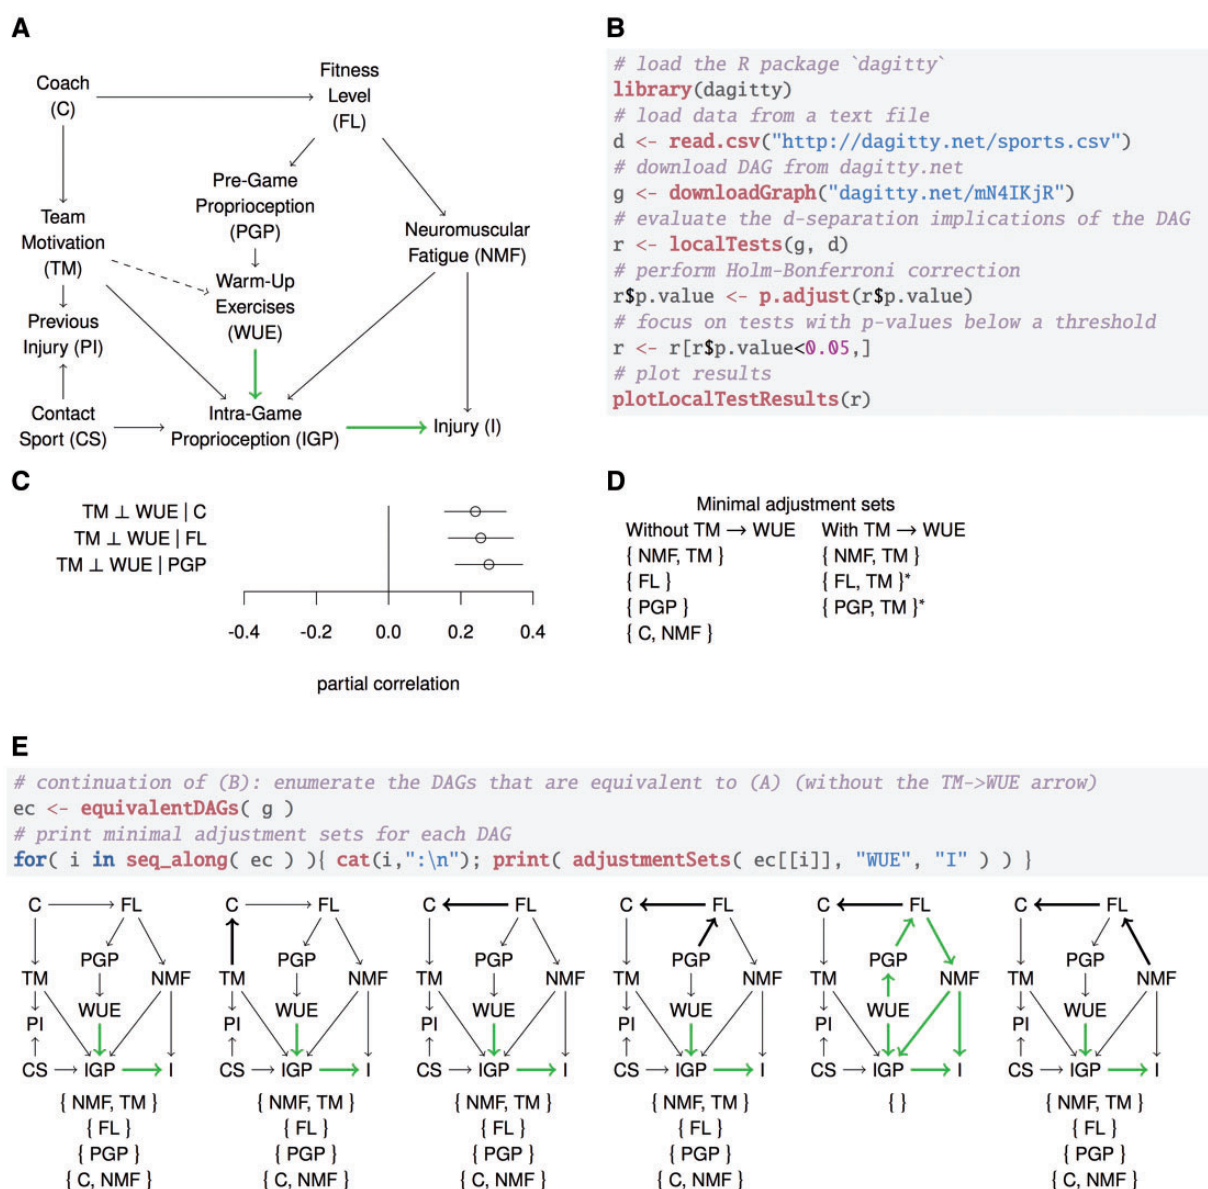 A
Coach
(C)
Fitness
Level
(FL)
Pre-Game
Proprioception
(PGP)
Team
Motivation
(TM)
Neuromuscular
Fatigue (NMF)
Warm-Up
Exercises
(WUE)
Previous
Injury (PI)
Contact
Sport (CS)
Intra-Game
Proprioception (IGP)
Injury (I)
B
# load the R package `dagitty`
library(dagitty)
# load data from a text file
d <- read.csv("http://dagitty.net/sports.csv")
# download DAG from dagitty.net
g <- downloadGraph("dagitty.net/mN4IKjR")
# evaluate the d-separation implications of the DAG
r <- localTests(g, d)
# perform Holm-Bonferroni correction
r$p.value <- p.adjust(r$p.value)
# focus on tests with p-values below a threshold
r <- r[r$p.value<0.05,]
# plot results
plotLocalTestResults(r)
C
TM ⊥ WUE | C
TM ⊥ WUE | FL
TM ⊥ WUE | PGP
-0.4 -0.2 0.0 0.2 0.4
partial correlation
D
Minimal adjustment sets
Without TM → WUE With TM → WUE
{ NMF, TM } { NMF, TM }
{ FL } { FL, TM }*
{ PGP } { PGP, TM }*
{ C, NMF }
E
# continuation of (B): enumerate the DAGs that are equivalent to (A) (without the TM->WUE arrow)
ec <- equivalentDAGs( g )
# print minimal adjustment sets for each DAG
for( i in seq_along( ec ) ){ cat(i,":\n"); print( adjustmentSets( ec[[i]], "WUE", "I" ) ) }
C FL C FL C FL C FL C FL C FL
PGP PGP PGP PGP PGP PGP
TM NMF TM NMF TM NMF TM NMF TM NMF TM NMF
WUE WUE WUE WUE WUE WUE
PI PI PI PI PI PI
CS IGP I CS IGP I CS IGP I CS IGP I CS IGP I CS IGP I
{ NMF, TM } { NMF, TM } { NMF, TM } { NMF, TM } { } { NMF, TM }
{ FL } { FL } { FL } { FL } { FL }
{ PGP } { PGP } { PGP } { PGP } { PGP }
{ C, NMF } { C, NMF } { C, NMF } { C, NMF } { C, NMF }